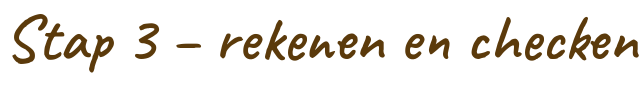 Stap 3 – rekenen en checken